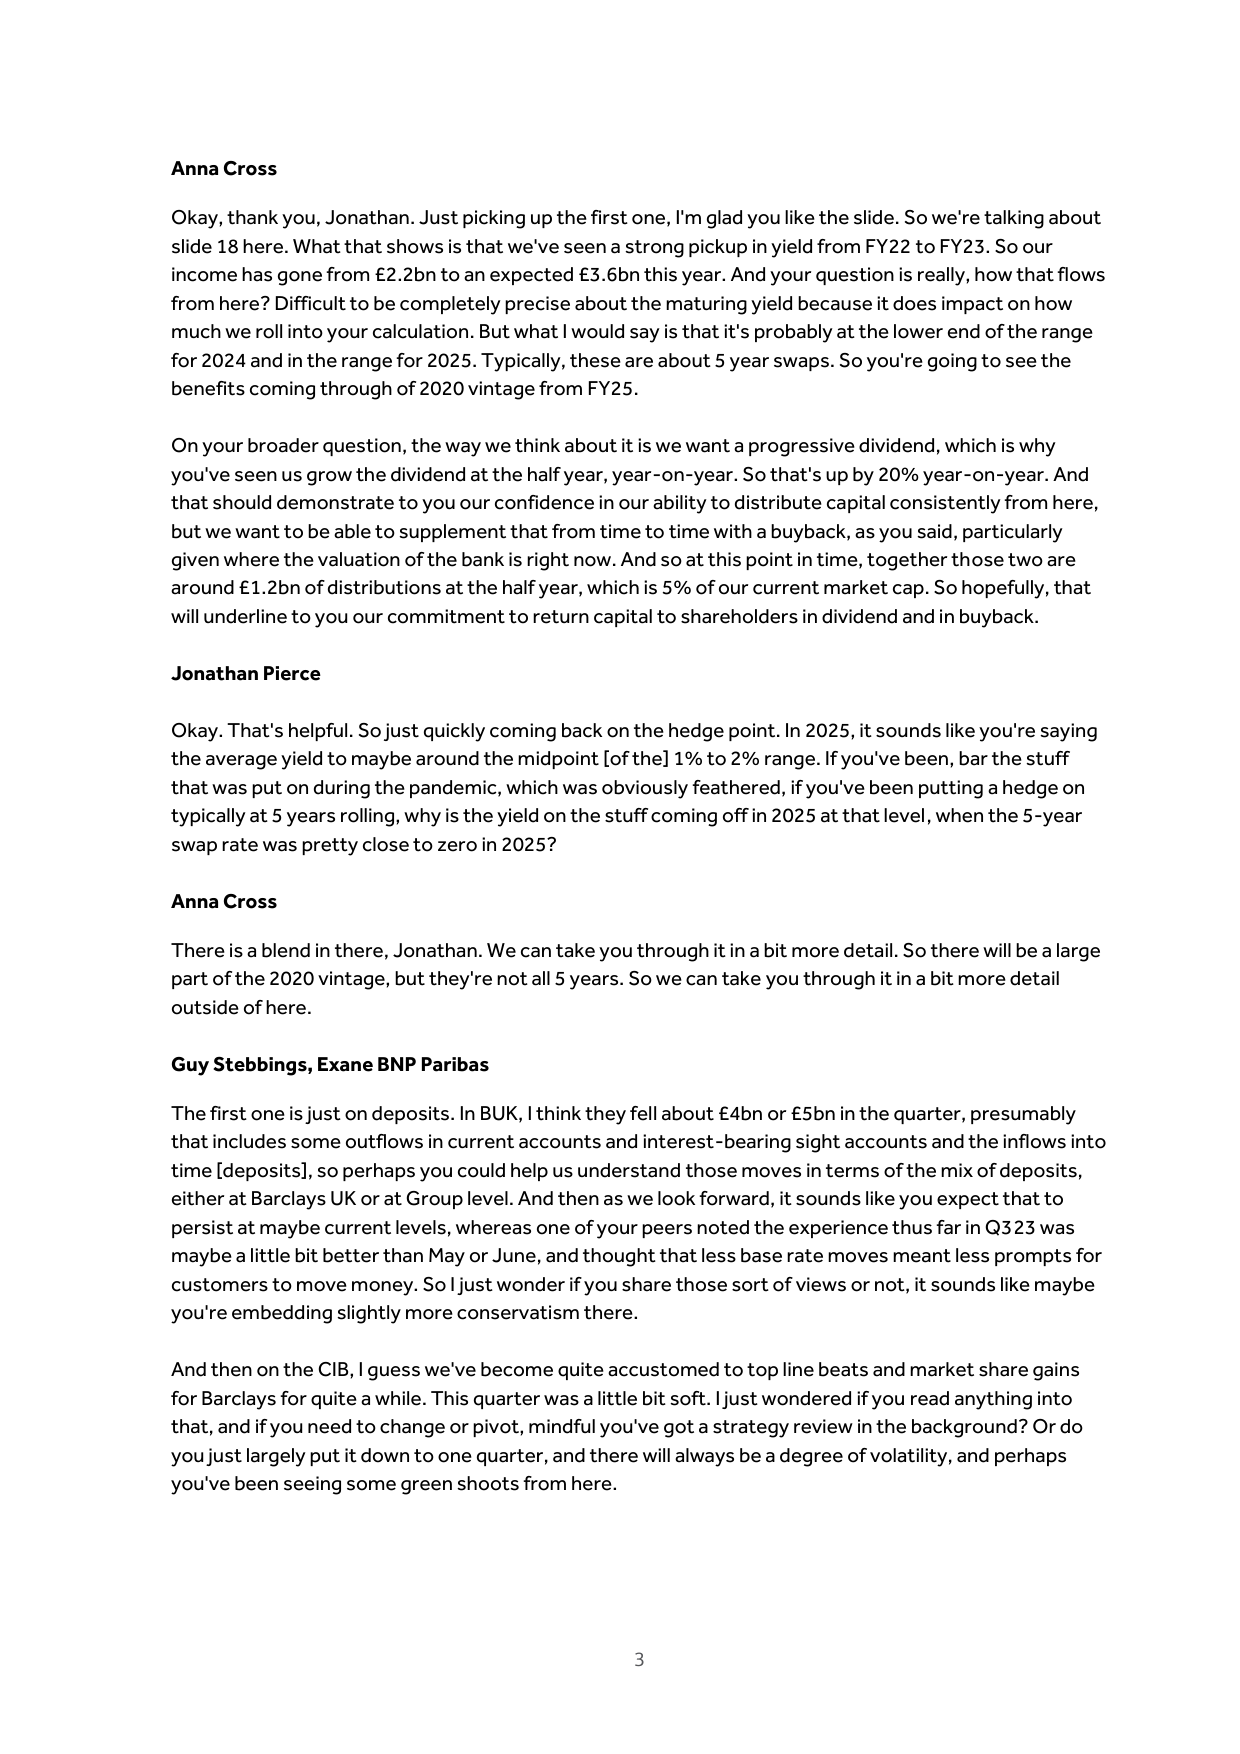 Anna Cross
Okay, thank you, Jonathan. Just picking up the first one, I'm glad you like the slide. So we're talking about
slide 18 here. What that shows is that we've seen a strong pickup in yield from FY22 to FY23. So our
income has gone from £2.2bn to an expected £3.6bn this year. And your question is really, how that flows
from here? Difficult to be completely precise about the maturing yield because it does impact on how
much we roll into your calculation. But what I would say is that it's probably at the lower end of the range
for 2024 and in the range for 2025. Typically, these are about 5 year swaps. So you're going to see the
benefits coming through of 2020 vintage from FY25.
On your broader question, the way we think about it is we want a progressive dividend, which is why
you've seen us grow the dividend at the half year, year-on-year. So that's up by 20% year-on-year. And
that should demonstrate to you our confidence in our ability to distribute capital consistently from here,
but we want to be able to supplement that from time to time with a buyback, as you said, particularly
given where the valuation of the bank is right now. And so at this point in time, together those two are
around £1.2bn of distributions at the half year, which is 5% of our current market cap. So hopefully, that
will underline to you our commitment to return capital to shareholders in dividend and in buyback.
Jonathan Pierce
Okay. That's helpful. So just quickly coming back on the hedge point. In 2025, it sounds like you're saying
the average yield to maybe around the midpoint [of the] 1% to 2% range. If you've been, bar the stuff
that was put on during the pandemic, which was obviously feathered, if you've been putting a hedge on
typically at 5 years rolling, why is the yield on the stuff coming off in 2025 at that level, when the 5-year
swap rate was pretty close to zero in 2025?
Anna Cross
There is a blend in there, Jonathan. We can take you through it in a bit more detail. So there will be a large
part of the 2020 vintage, but they're not all 5 years. So we can take you through it in a bit more detail
outside of here.
Guy Stebbings, Exane BNP Paribas
The first one is just on deposits. In BUK, I think they fell about £4bn or £5bn in the quarter, presumably
that includes some outflows in current accounts and interest-bearing sight accounts and the inflows into
time [deposits], so perhaps you could help us understand those moves in terms of the mix of deposits,
either at Barclays UK or at Group level. And then as we look forward, it sounds like you expect that to
persist at maybe current levels, whereas one of your peers noted the experience thus far in Q323 was
maybe a little bit better than May or June, and thought that less base rate moves meant less prompts for
customers to move money. So I just wonder if you share those sort of views or not, it sounds like maybe
you're embedding slightly more conservatism there.
And then on the CIB, I guess we've become quite accustomed to top line beats and market share gains
for Barclays for quite a while. This quarter was a little bit soft. I just wondered if you read anything into
that, and if you need to change or pivot, mindful you've got a strategy review in the background? Or do
you just largely put it down to one quarter, and there will always be a degree of volatility, and perhaps
you've been seeing some green shoots from here.
3